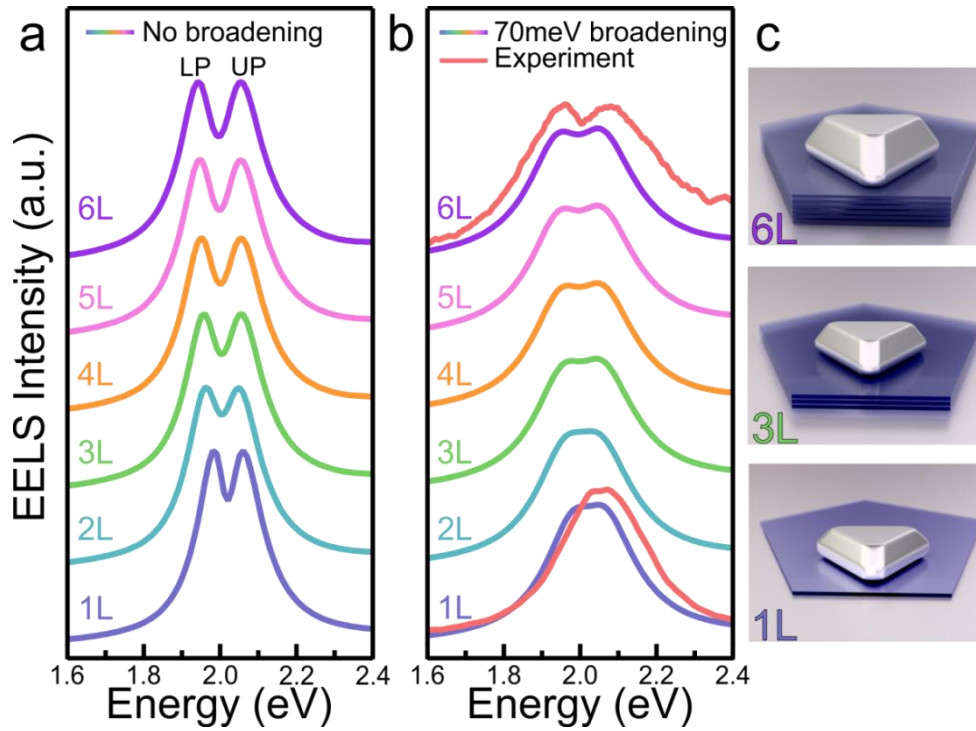 a
No broadening
LP UP
6L
5L
4L
3L
2L
1L
1.6 1.8 2.0 2.2 2.4
Energy (eV)
EELS Intensity (a.u.)
b
70meV broadening
Experiment
6L
5L
4L
3L
2L
1L
1.6 1.8 2.0 2.2 2.4
Energy (eV)
c
6L
3L
1L